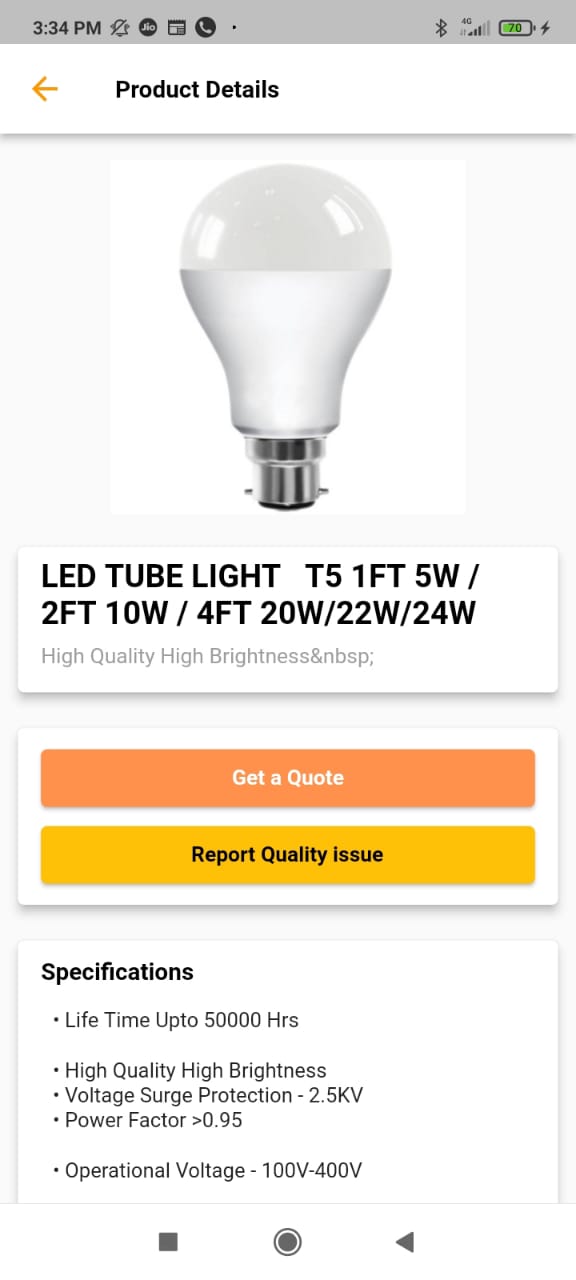 3:34 PM
Jio
4G
70
Product Details
LED TUBE LIGHT   T5 1FT 5W /
2FT 10W / 4FT 20W/22W/24W
High Quality High Brightness&nbsp;
Get a Quote
Report Quality issue
Specifications
• Life Time Upto 50000 Hrs
• High Quality High Brightness
• Voltage Surge Protection - 2.5KV
• Power Factor >0.95
• Operational Voltage - 100V-400V